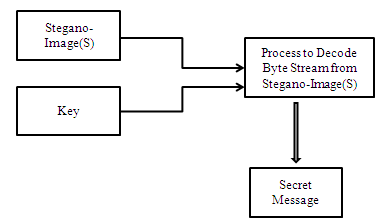 Stegano-
Image(S)
Process to Decode
Byte Stream from
Stegano-Image(S)
Key
Secret
Message